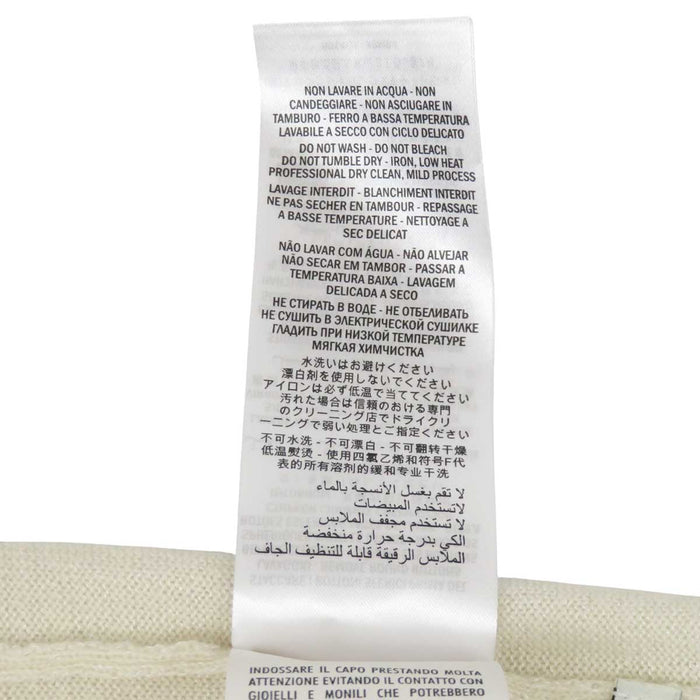 NON LAVARE IN ACQUA - NON
CANDEGGIARE - NON ASCIUGARE IN
TAMBURO - FERRO A BASSA TEMPERATURA
LAVABILE A SECCO CON CICLO DELICATO
DO NOT WASH - DO NOT BLEACH
DO NOT TUMBLE DRY - IRON, LOW HEAT
PROFESSIONAL DRY CLEAN, MILD PROCESS
LAVAGE INTERDIT - BLANCHIMENT INTERDIT
NE PAS SECHER EN TAMBOUR - REPASSAGE
A BASSE TEMPERATURE - NETTOYAGE A
SEC DELICAT
NÃO LAVAR COM ÁGUA - NÃO ALVEJAR
NÃO SECAR EM TAMBOR - PASSAR A
TEMPERATURA BAIXA - LAVAGEM
DELICADA A SECO
НЕ СТИРАТЬ В ВОДЕ - НЕ ОТБЕЛИВАТЬ
НЕ СУШИТЬ В ЭЛЕКТРИЧЕСКОЙ СУШИЛКЕ
ГЛАДИТЬ ПРИ НИЗКОЙ ТЕМПЕРАТУРЕ
МЯГКАЯ ХИМЧИСТКА
水洗いはお避けください
漂白剤を使用しないでください
アイロンは必ず低温で当ててください
汚れた場合は信頼のおける専門
のクリーニング店でドライクリ
ーニングで弱い処理とご指定ください
不可水洗 - 不可漂白 - 不可翻转干燥
低温熨烫 - 使用四氯乙烯和符号F代
表的所有溶剂的缓和专业干洗
لا تقم بغسل الأنسجة بالماء
لاتستخدم المبيضات
لا تستخدم مجفف الملابس
الكي بدرجة حرارة منخفضة
الملابس الرقيقة قابلة للتنظيف الجاف
INDOSSARE IL CAPO PRESTANDO MOLTA
ATTENZIONE EVITANDO IL CONTATTO CON
GIOIELLI E MONILI CHE POTREBBERO